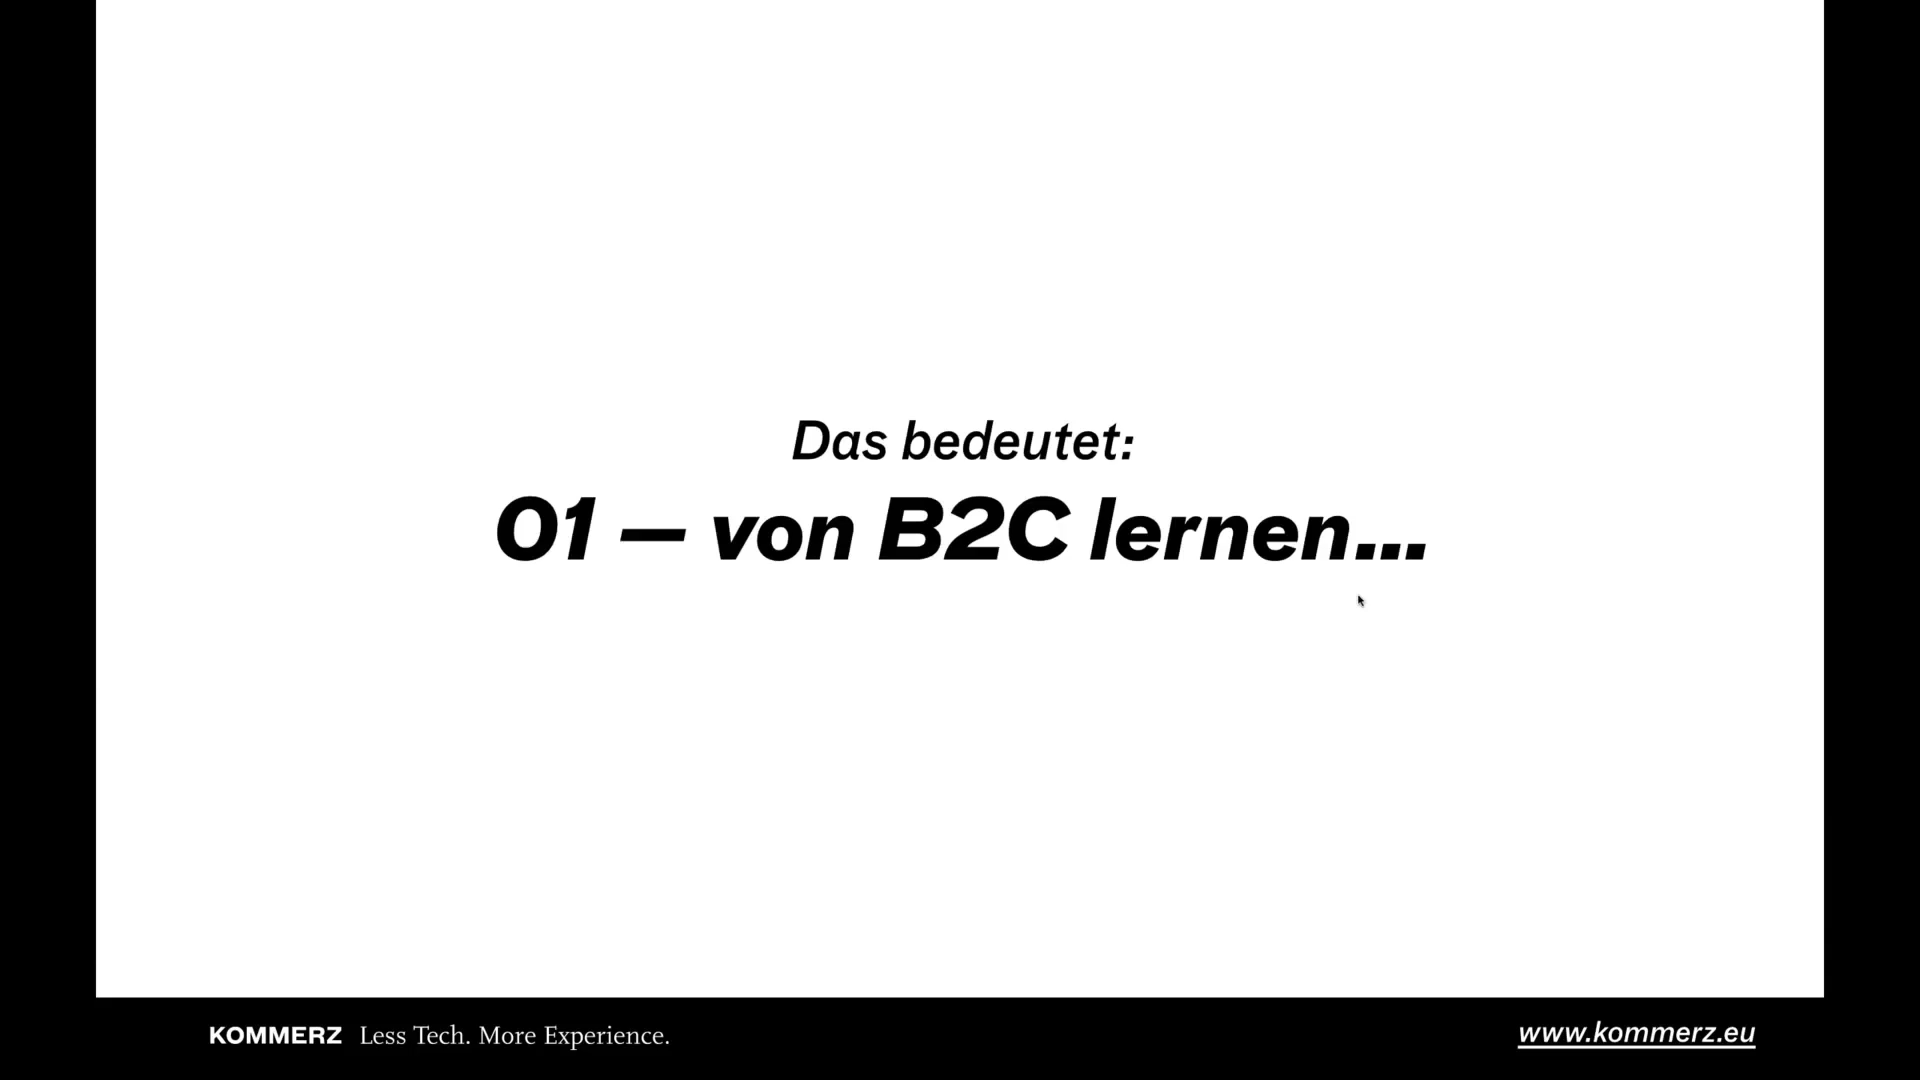 Das bedeutet:
01 — von B2C lernen...
KOMMERZ Less Tech. More Experience.
www.kommerz.eu